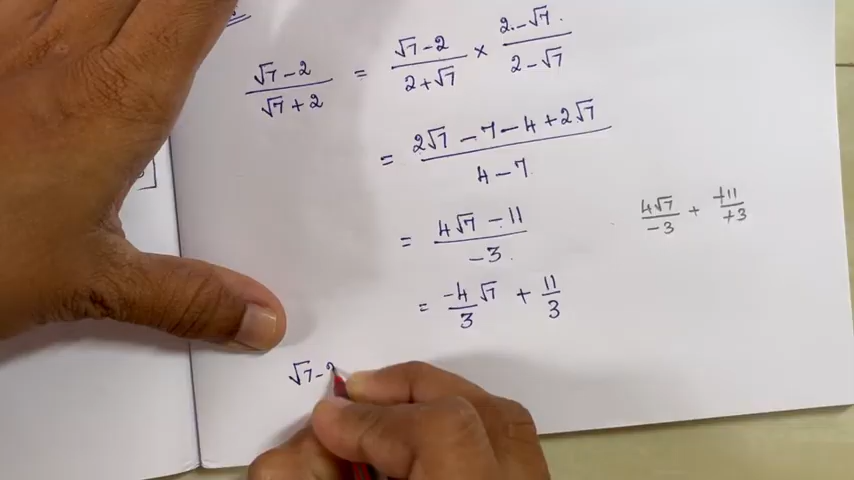 (√7 - 2)/(√7 + 2) = (√7 - 2)/(2 + √7) × (2 - √7)/(2 - √7)
= (2√7 - 7 - 4 + 2√7)/(4 - 7)
= (4√7 - 11)/(-3)
4√7/(-3) + (+11)/(+3)
= (-4/3)√7 + 11/3
√7 - 2